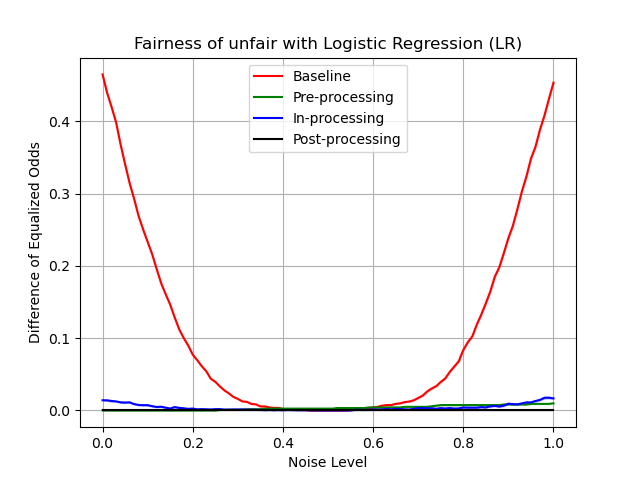 Fairness of unfair with Logistic Regression (LR)
Baseline
Pre-processing
In-processing
Post-processing
Difference of Equalized Odds
0.4
0.3
0.2
0.1
0.0
0.0 0.2 0.4 0.6 0.8 1.0
Noise Level